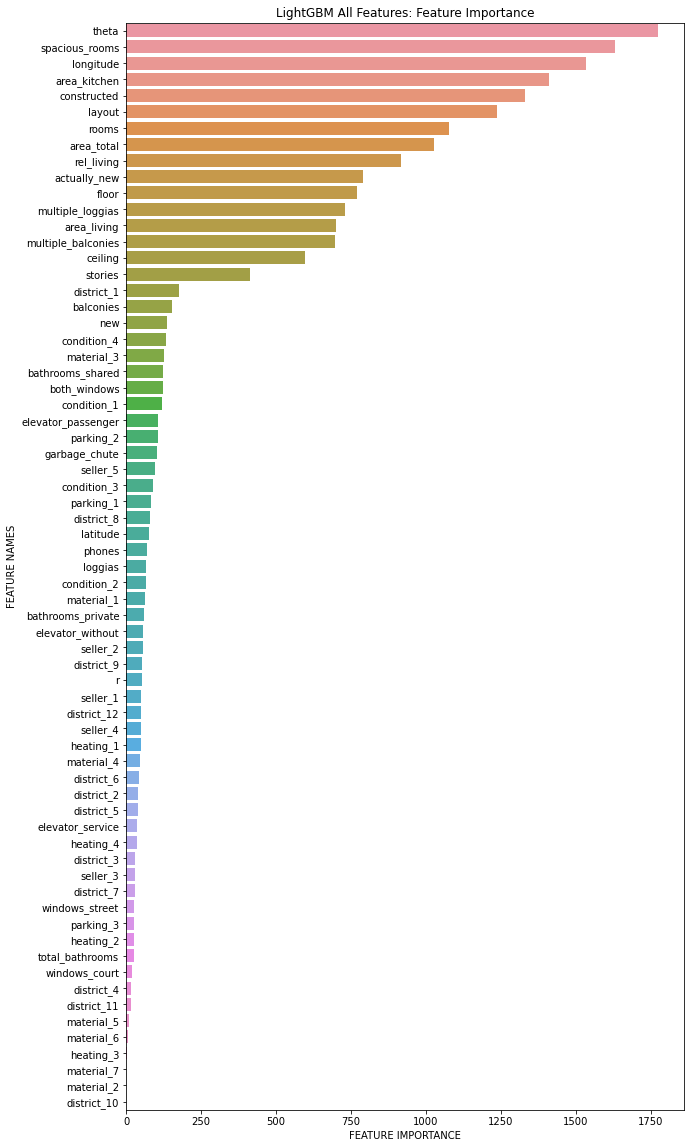 LightGBM All Features: Feature Importance
theta
spacious_rooms
longitude
area_kitchen
constructed
layout
rooms
area_total
rel_living
actually_new
floor
multiple_loggias
area_living
multiple_balconies
ceiling
stories
district_1
balconies
new
condition_4
material_3
bathrooms_shared
both_windows
condition_1
elevator_passenger
parking_2
garbage_chute
seller_5
condition_3
parking_1
district_8
latitude
phones
loggias
condition_2
material_1
bathrooms_private
elevator_without
seller_2
district_9
r
seller_1
district_12
seller_4
heating_1
material_4
district_6
district_2
district_5
elevator_service
heating_4
district_3
seller_3
district_7
windows_street
parking_3
heating_2
total_bathrooms
windows_court
district_4
district_11
material_5
material_6
heating_3
material_7
material_2
district_10
FEATURE NAMES
0 250 500 750 1000 1250 1500 1750
FEATURE IMPORTANCE